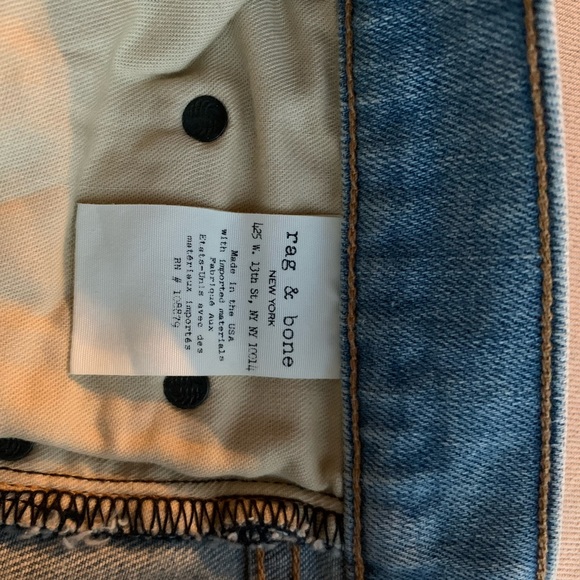 rag & bone
NEW YORK
425 W. 13th St, NY NY 10014
Made in the USA
with imported materials
Fabriqué Aux
Etats-Unis avec des
matériaux importés
RN # 108879